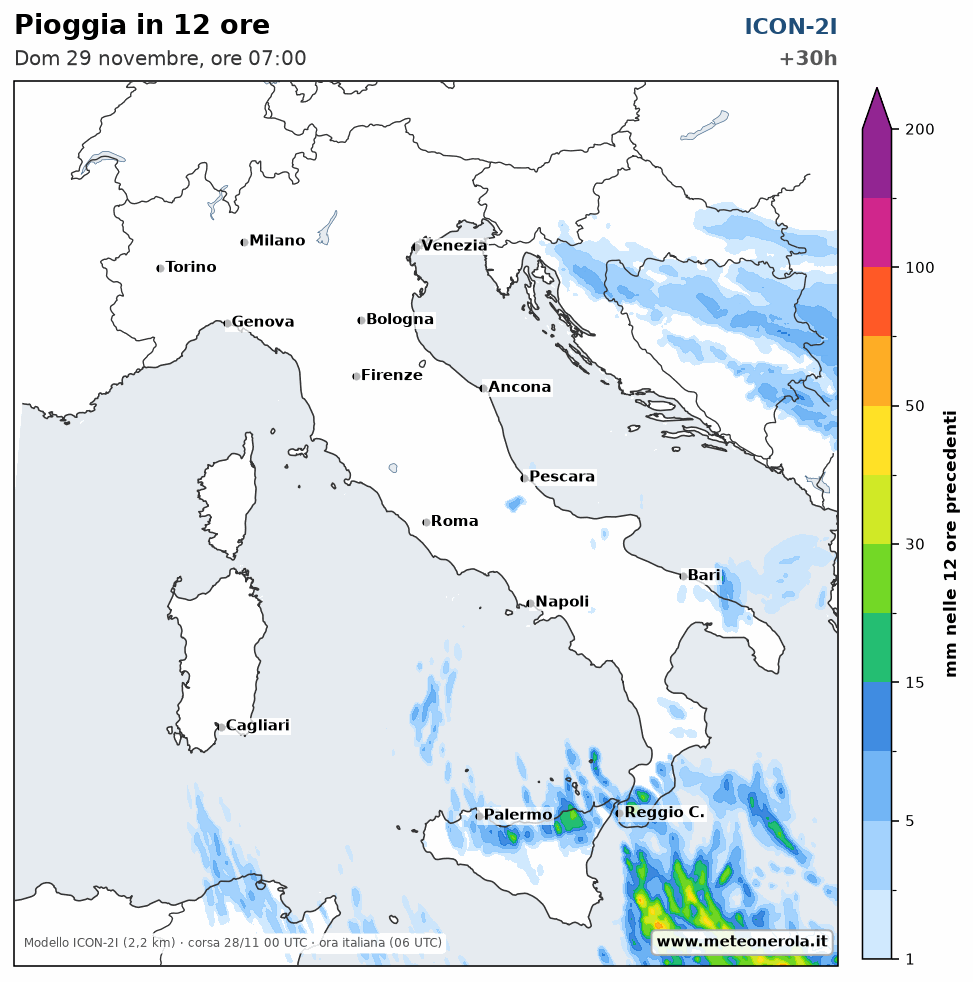 Pioggia in 12 ore
ICON-2I
Dom 29 novembre, ore 07:00
+30h
200
100
50
30
15
5
1
mm nelle 12 ore precedenti
Milano
Venezia
Torino
Genova
Bologna
Firenze
Ancona
Pescara
Roma
Bari
Napoli
Cagliari
Palermo
Reggio C.
Modello ICON-2I (2,2 km) · corsa 28/11 00 UTC · ora italiana (06 UTC)
www.meteonerola.it